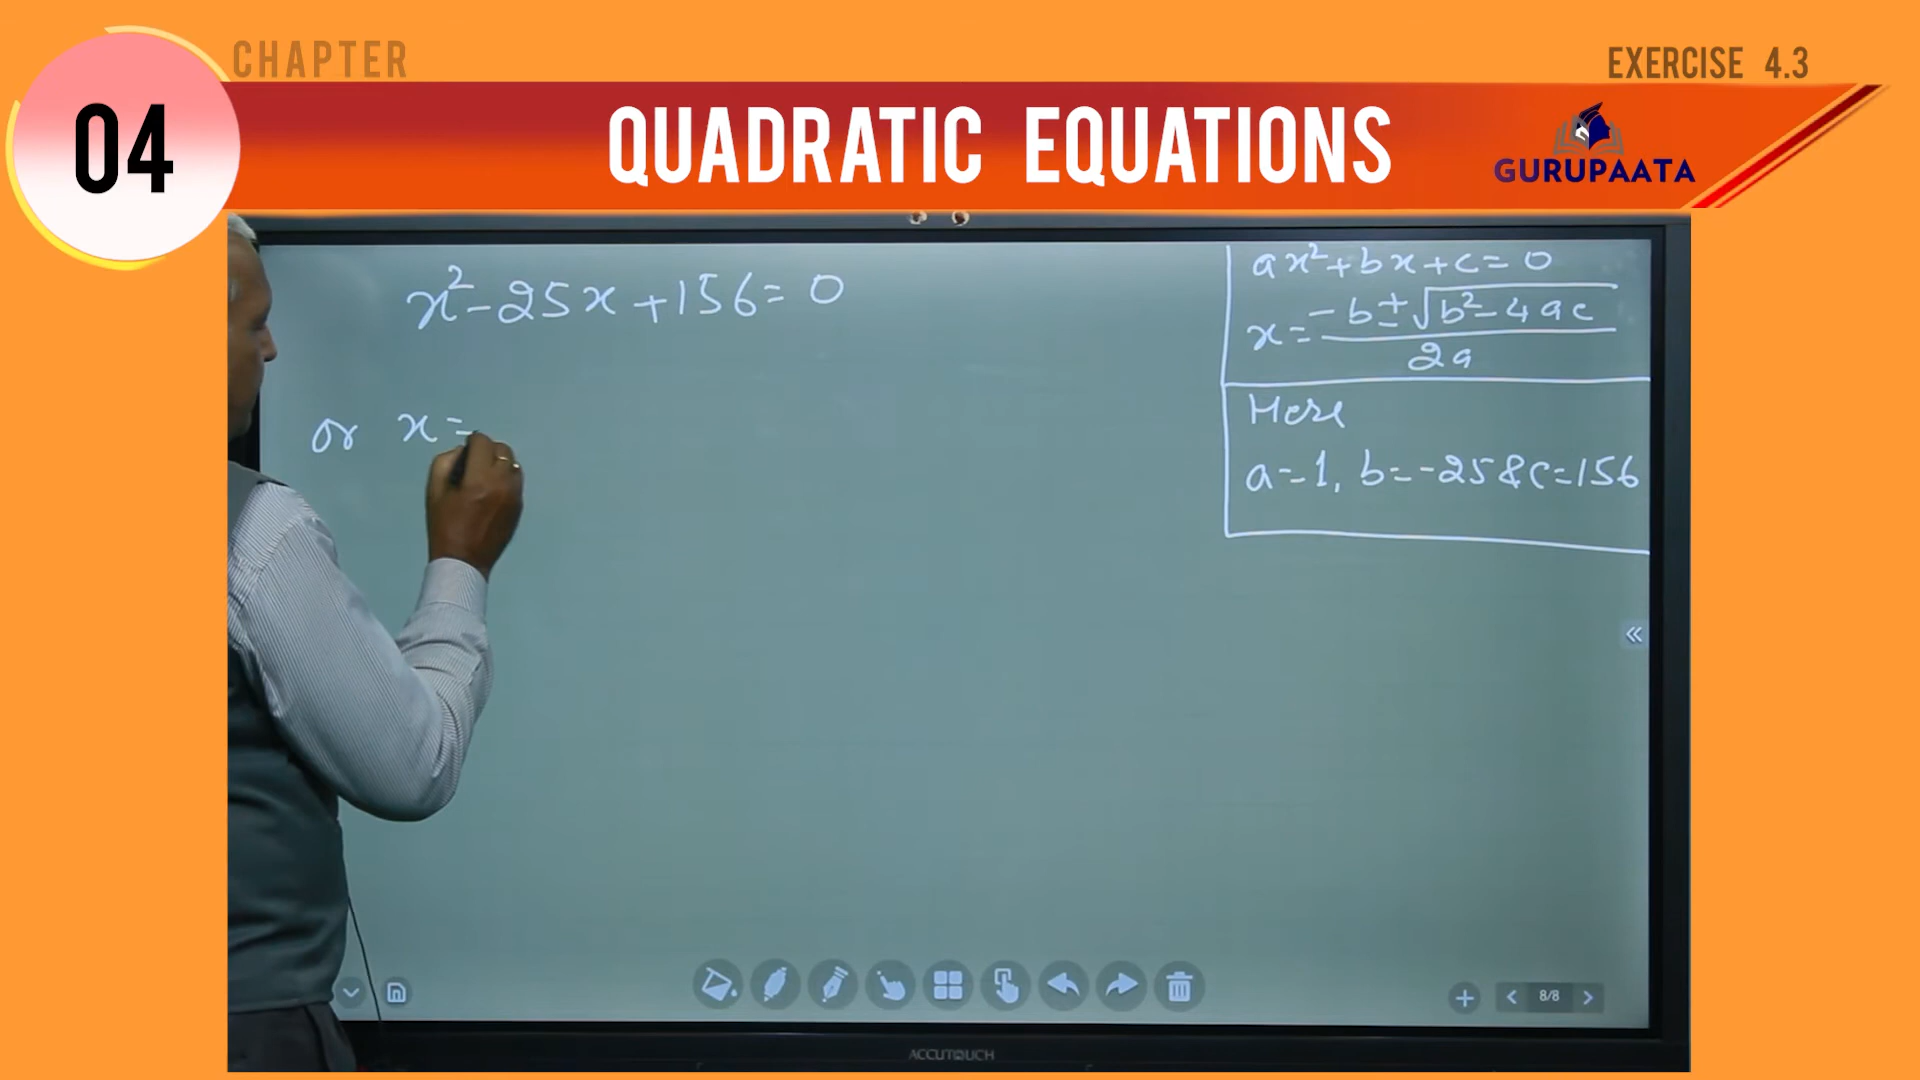 CHAPTER
EXERCISE 4.3
04
QUADRATIC EQUATIONS
GURUPAATA
x² - 25x + 156 = 0
or x =
ax² + bx + c = 0
x = -b ± √(b² - 4ac) / 2a
Here
a = 1, b = -25 & c = 156
8/8
ACCUTOUCH